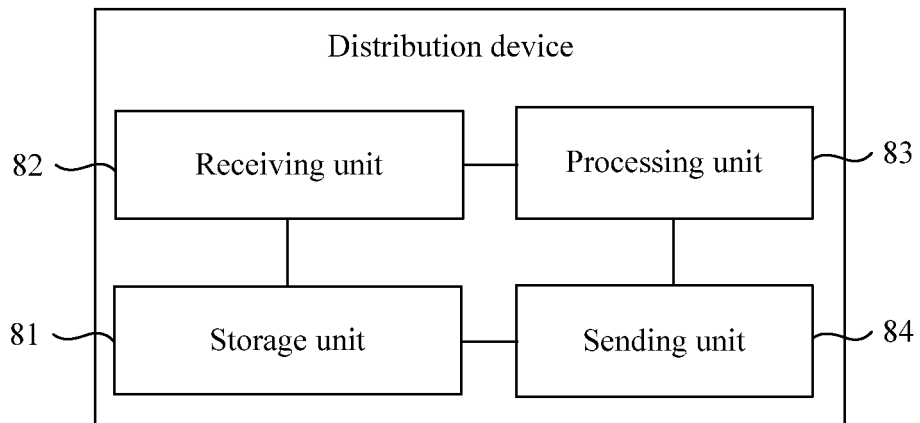 Distribution device
82
Receiving unit
Processing unit
83
81
Storage unit
Sending unit
84